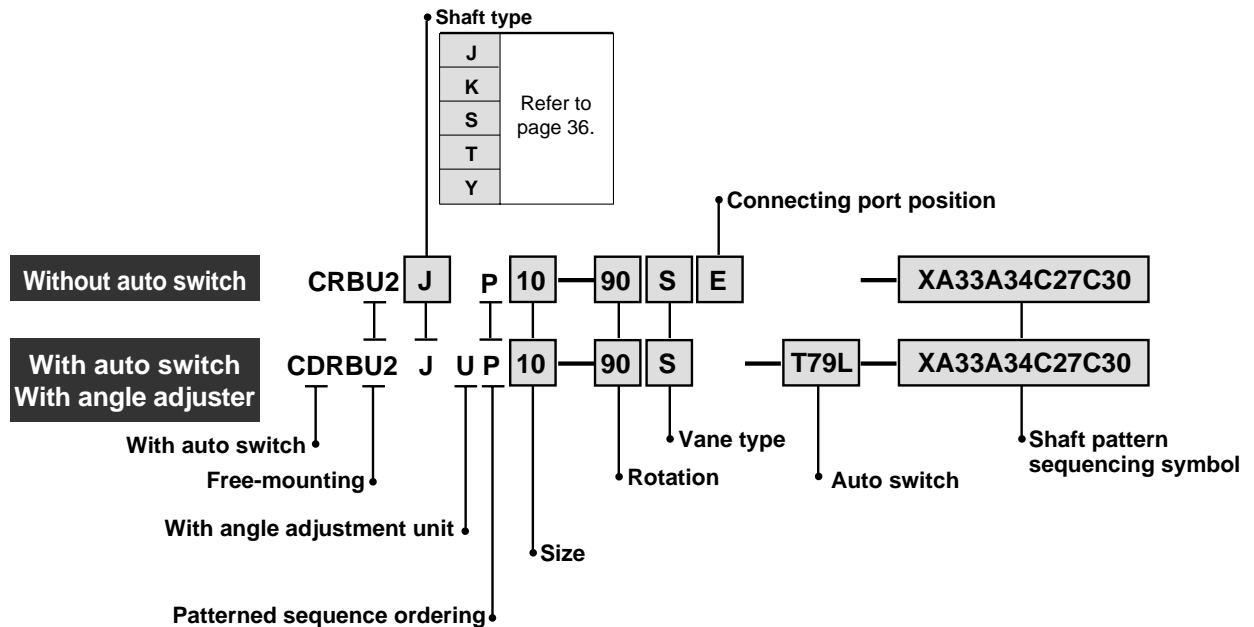 Shaft type
J
K
S
T
Y
Refer to
page 36.
Connecting port position
Without auto switch
CRBU2 J P 10 — 90 S E — XA33A34C27C30
With auto switch
With angle adjuster
CDRBU2 J U P 10 — 90 S — T79L — XA33A34C27C30
With auto switch
Vane type
Shaft pattern
sequencing symbol
Free-mounting
Rotation
Auto switch
With angle adjustment unit
Size
Patterned sequence ordering